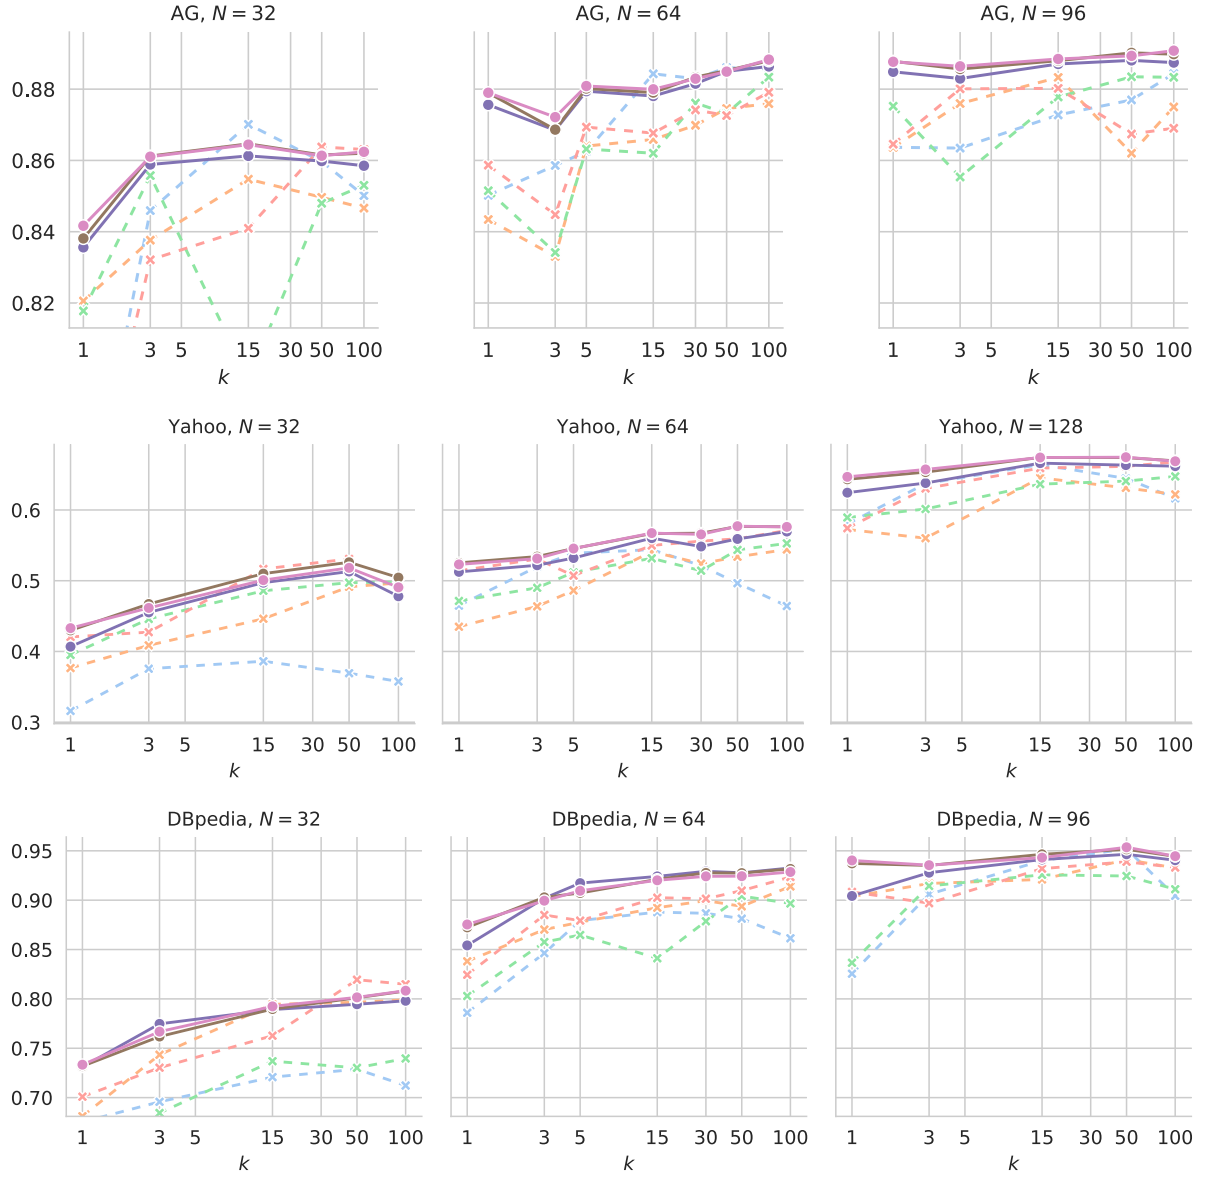 AG, N = 32
AG, N = 64
AG, N = 96
0.88
0.86
0.84
0.82
1 3 5 15 30 50 100
1 3 5 15 30 50 100
1 3 5 15 30 50 100
k
k
k
Yahoo, N = 32
Yahoo, N = 64
Yahoo, N = 128
0.6
0.5
0.4
0.3
1 3 5 15 30 50 100
1 3 5 15 30 50 100
1 3 5 15 30 50 100
k
k
k
DBpedia, N = 32
DBpedia, N = 64
DBpedia, N = 96
0.95
0.90
0.85
0.80
0.75
0.70
1 3 5 15 30 50 100
1 3 5 15 30 50 100
1 3 5 15 30 50 100
k
k
k